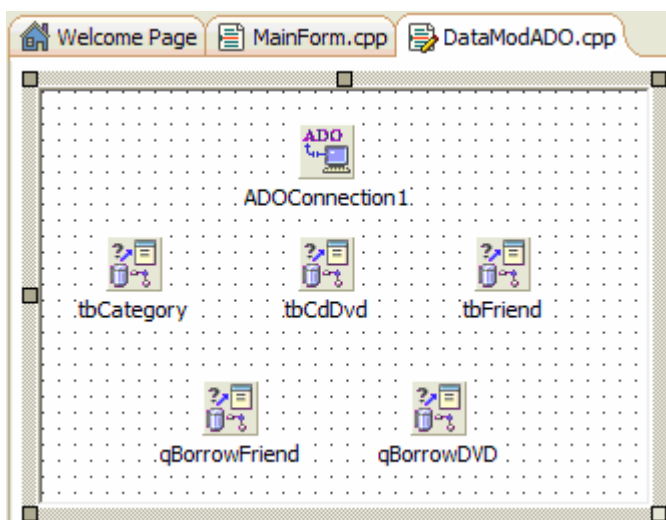 Welcome Page MainForm.cpp DataModADO.cpp
ADO
ADOConnection1
tbCategory tbCdDvd tbFriend
qBorrowFriend qBorrowDVD